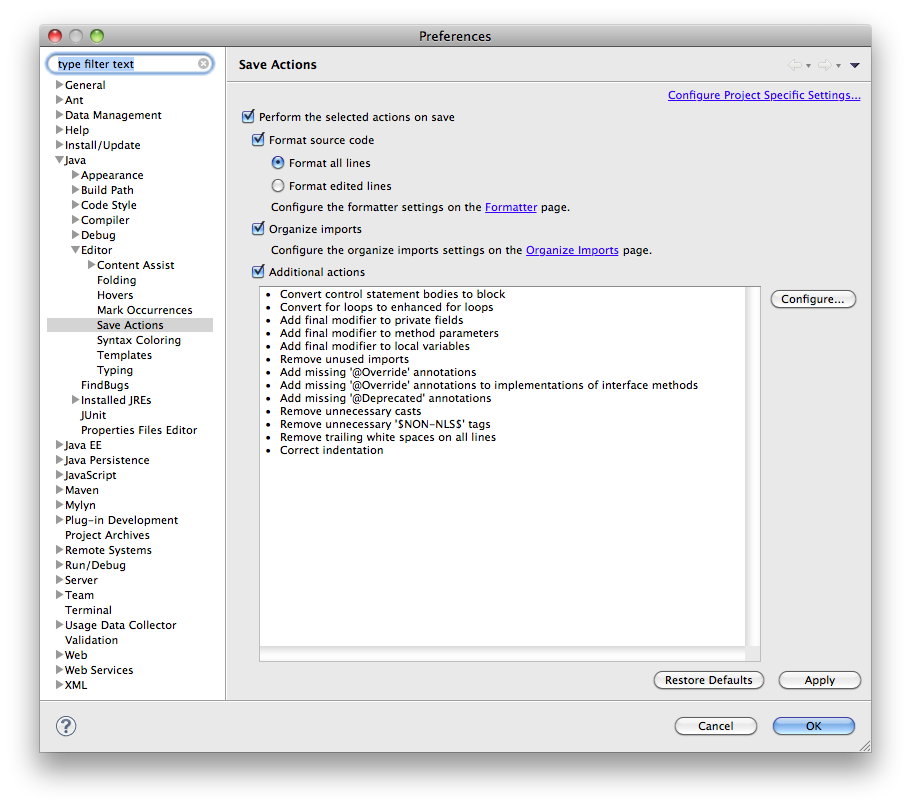 Preferences
type filter text
General
Ant
Data Management
Help
Install/Update
Java
Appearance
Build Path
Code Style
Compiler
Debug
Editor
Content Assist
Folding
Hovers
Mark Occurrences
Save Actions
Syntax Coloring
Templates
Typing
FindBugs
Installed JREs
JUnit
Properties Files Editor
Java EE
Java Persistence
JavaScript
Maven
Mylyn
Plug-in Development
Project Archives
Remote Systems
Run/Debug
Server
Team
Terminal
Usage Data Collector
Validation
Web
Web Services
XML
Save Actions
Configure Project Specific Settings...
Perform the selected actions on save
Format source code
Format all lines
Format edited lines
Configure the formatter settings on the Formatter page.
Organize imports
Configure the organize imports settings on the Organize Imports page.
Additional actions
• Convert control statement bodies to block
• Convert for loops to enhanced for loops
• Add final modifier to private fields
• Add final modifier to method parameters
• Add final modifier to local variables
• Remove unused imports
• Add missing '@Override' annotations
• Add missing '@Override' annotations to implementations of interface methods
• Add missing '@Deprecated' annotations
• Remove unnecessary casts
• Remove unnecessary '$NON-NLS$' tags
• Remove trailing white spaces on all lines
• Correct indentation
Configure...
Restore Defaults
Apply
?
Cancel
OK